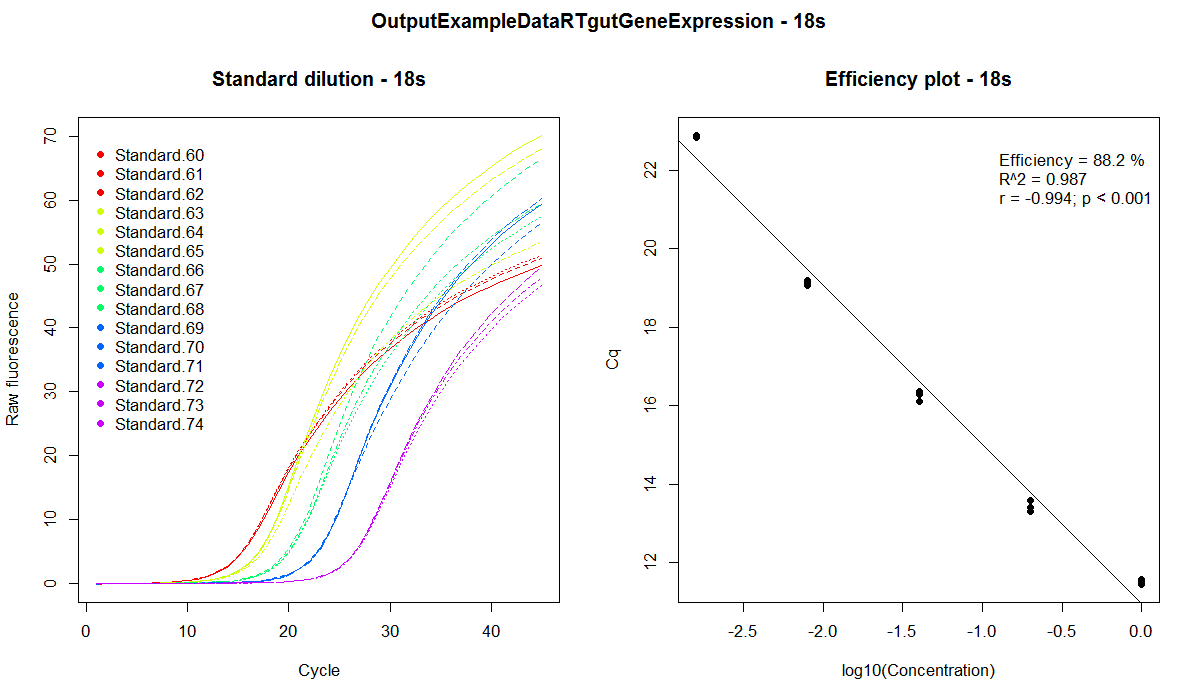 OutputExampleDataRTgutGeneExpression - 18s
Standard dilution - 18s
Raw fluorescence
70
60
50
40
30
20
10
0
Standard.60
Standard.61
Standard.62
Standard.63
Standard.64
Standard.65
Standard.66
Standard.67
Standard.68
Standard.69
Standard.70
Standard.71
Standard.72
Standard.73
Standard.74
0 10 20 30 40
Cycle
Efficiency plot - 18s
Cq
22
20
18
16
14
12
Efficiency = 88.2 %
R^2 = 0.987
r = -0.994; p < 0.001
-2.5 -2.0 -1.5 -1.0 -0.5 0.0
log10(Concentration)